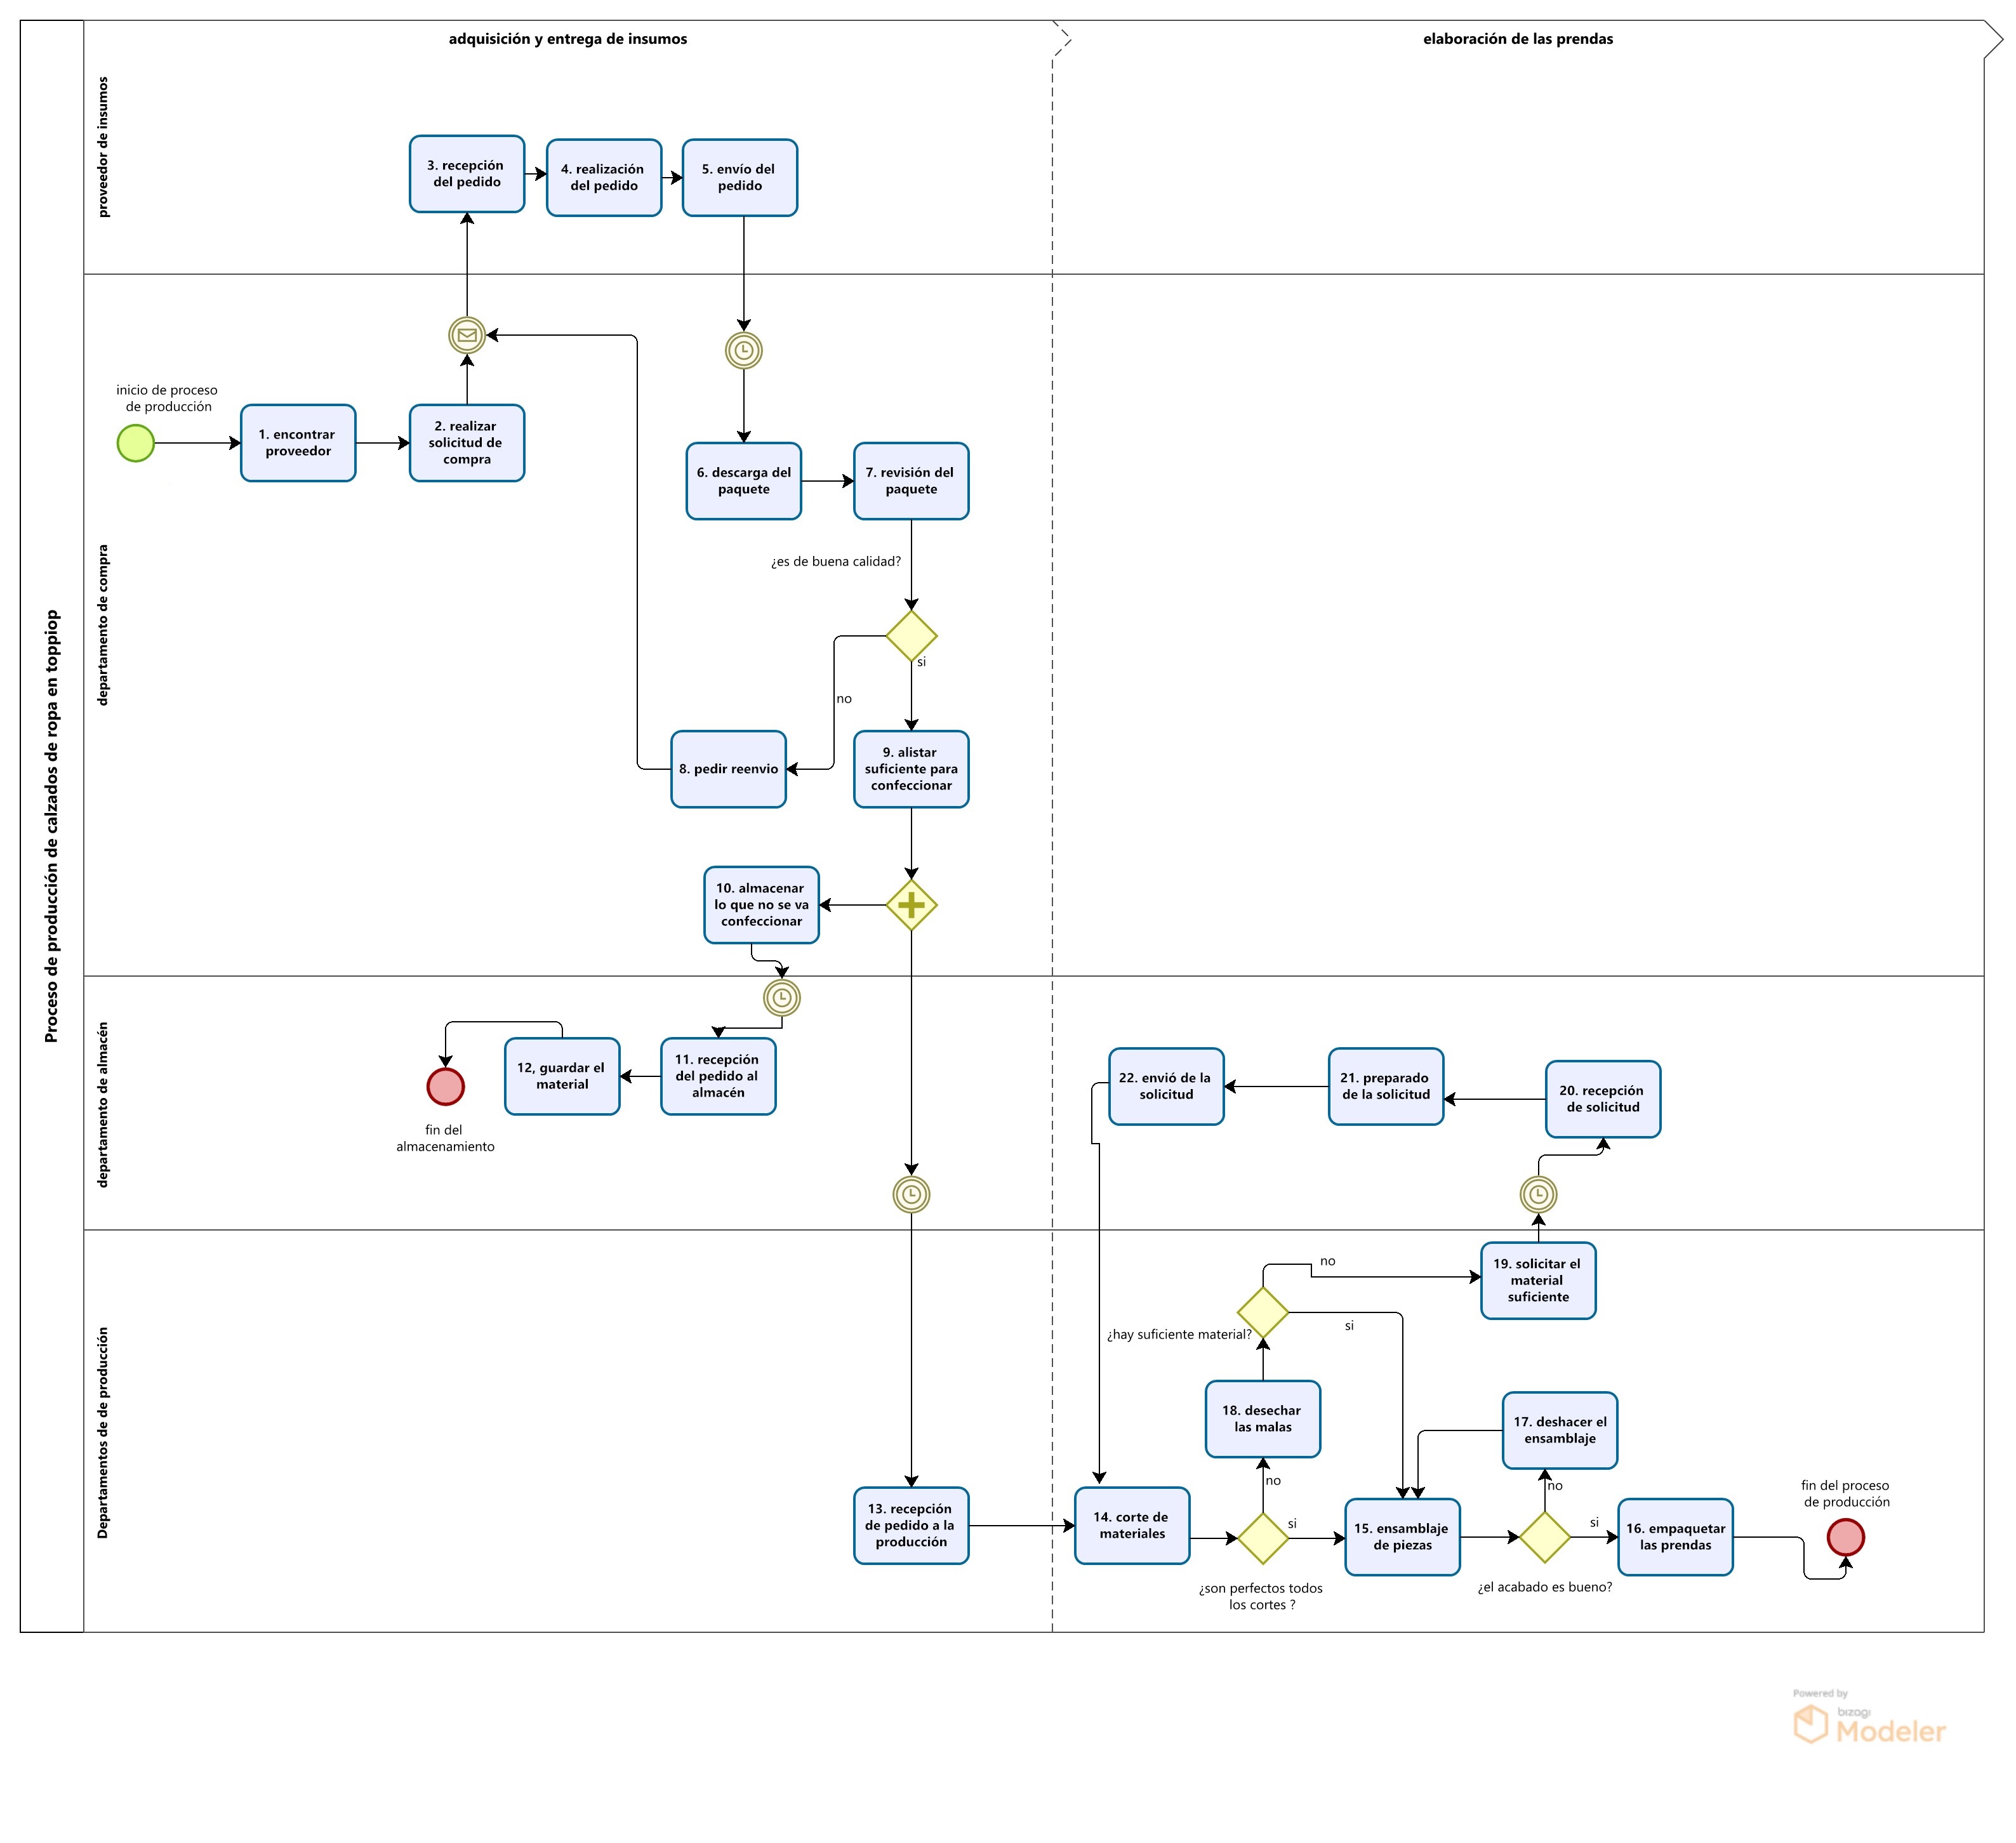 adquisición y entrega de insumos
elaboración de las prendas
Proceso de producción de calzados de ropa en toppiop
proveedor de insumos
3. recepción
del pedido
4. realización
del pedido
5. envío del
pedido
departamento de compra
inicio de proceso
de producción
1. encontrar
proveedor
2. realizar
solicitud de
compra
6. descarga del
paquete
7. revisión del
paquete
¿es de buena calidad?
si
no
8. pedir reenvio
9. alistar
suficiente para
confeccionar
10. almacenar
lo que no se va
confeccionar
departamento de almacén
12, guardar el
material
11. recepción
del pedido al
almacén
fin del
almacenamiento
22. envió de la
solicitud
21. preparado
de la solicitud
20. recepción
de solicitud
Departamentos de de producción
no
19. solicitar el
material
suficiente
si
¿hay suficiente material?
18. desechar
las malas
17. deshacer el
ensamblaje
no
no
fin del proceso
de producción
13. recepción
de pedido a la
producción
14. corte de
materiales
si
15. ensamblaje
de piezas
si
16. empaquetar
las prendas
¿son perfectos todos
los cortes ?
¿el acabado es bueno?
Powered by
bizagi
Modeler